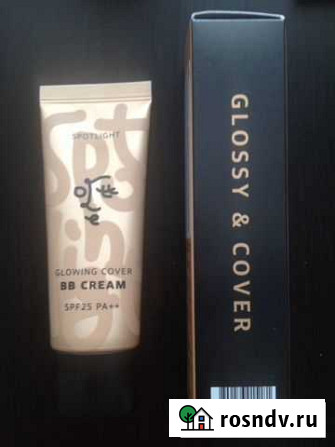 SPOTLIGHT
GLOWING COVER
BB CREAM
SPF25 PA++
GLOSSY & COVER
rosndv.ru